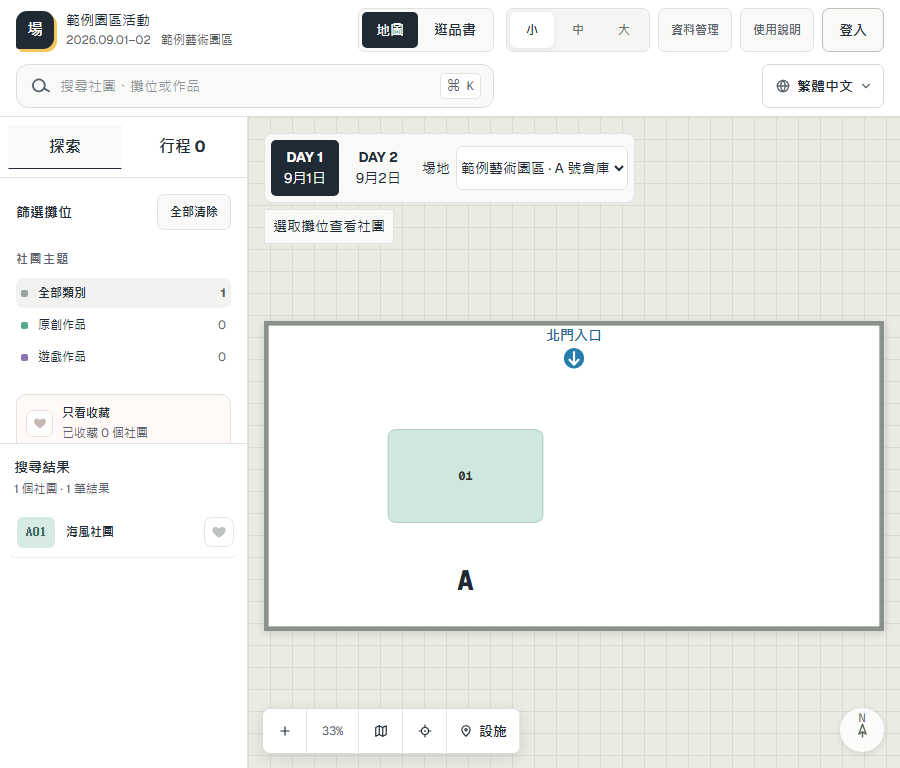 場
範例園區活動
2026.09.01–02 範例藝術園區
地圖 逛品書
小 中 大
資料管理
使用說明
登入
搜尋社團、攤位或作品
⌘ K
繁體中文
探索
行程 0
篩選攤位
全部清除
社團主題
全部類別 1
原創作品 0
遊戲作品 0
只看收藏
已收藏 0 個社團
搜尋結果
1 個社團 · 1 筆結果
A01 海風社團
DAY 1
9月1日
DAY 2
9月2日
場地
範例藝術園區 · A 號倉庫
選取攤位查看社團
北門入口
01
A
+
33%
設施
N